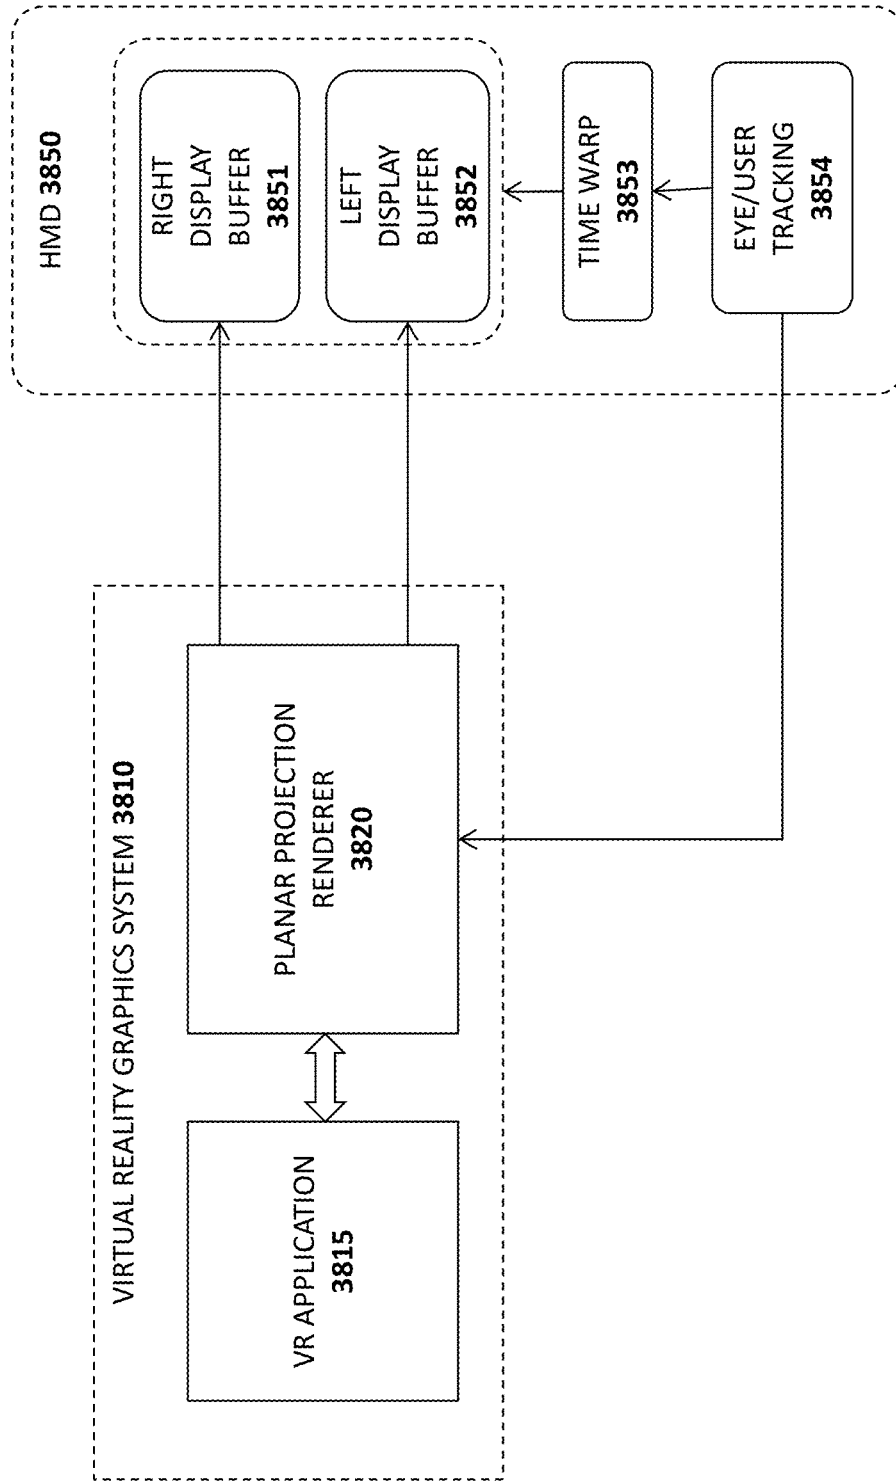 VIRTUAL REALITY GRAPHICS SYSTEM 3810
VR APPLICATION
3815
PLANAR PROJECTION
RENDERER
3820
HMD 3850
RIGHT
DISPLAY
BUFFER
3851
LEFT
DISPLAY
BUFFER
3852
TIME WARP
3853
EYE/USER
TRACKING
3854